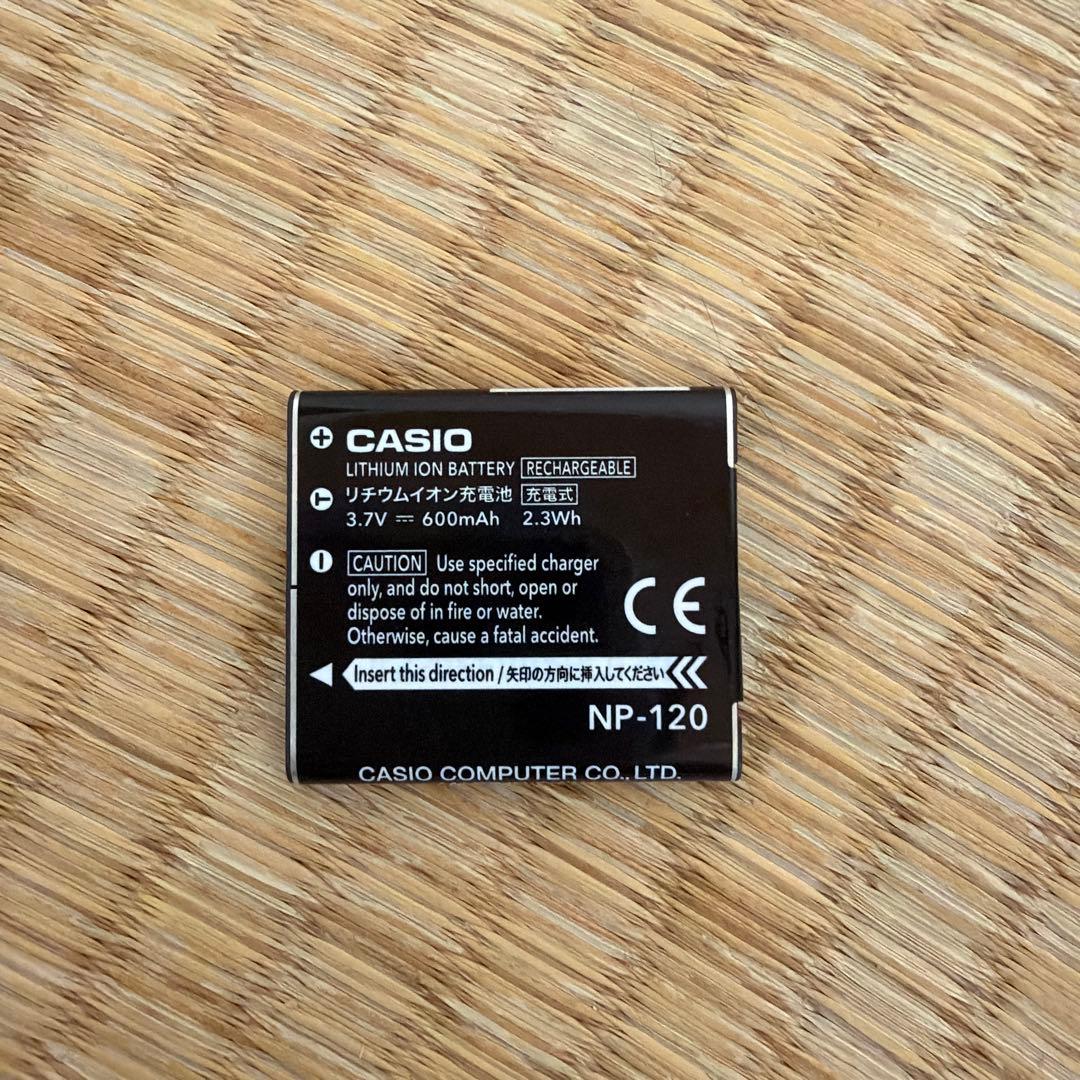 CASIO
LITHIUM ION BATTERY RECHARGEABLE
リチウムイオン充電池 充電式
3.7V ⎓ 600mAh 2.3Wh
CAUTION Use specified charger
only, and do not short, open or
dispose of in fire or water.
Otherwise, cause a fatal accident.
CE
Insert this direction / 矢印の方向に挿入してください
NP-120
CASIO COMPUTER CO., LTD.